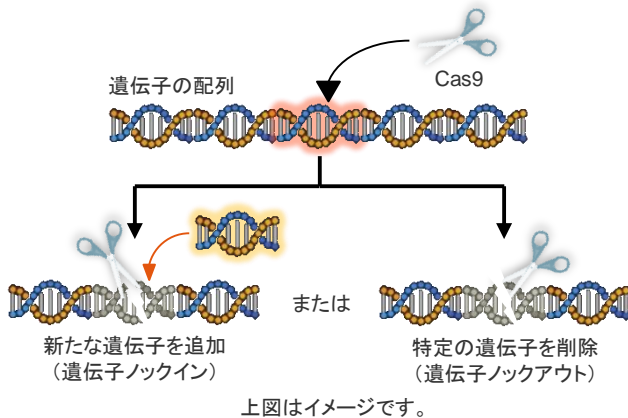 Cas9
遺伝子の配列
または
新たな遺伝子を追加
（遺伝子ノックイン）
特定の遺伝子を削除
（遺伝子ノックアウト）
上図はイメージです。